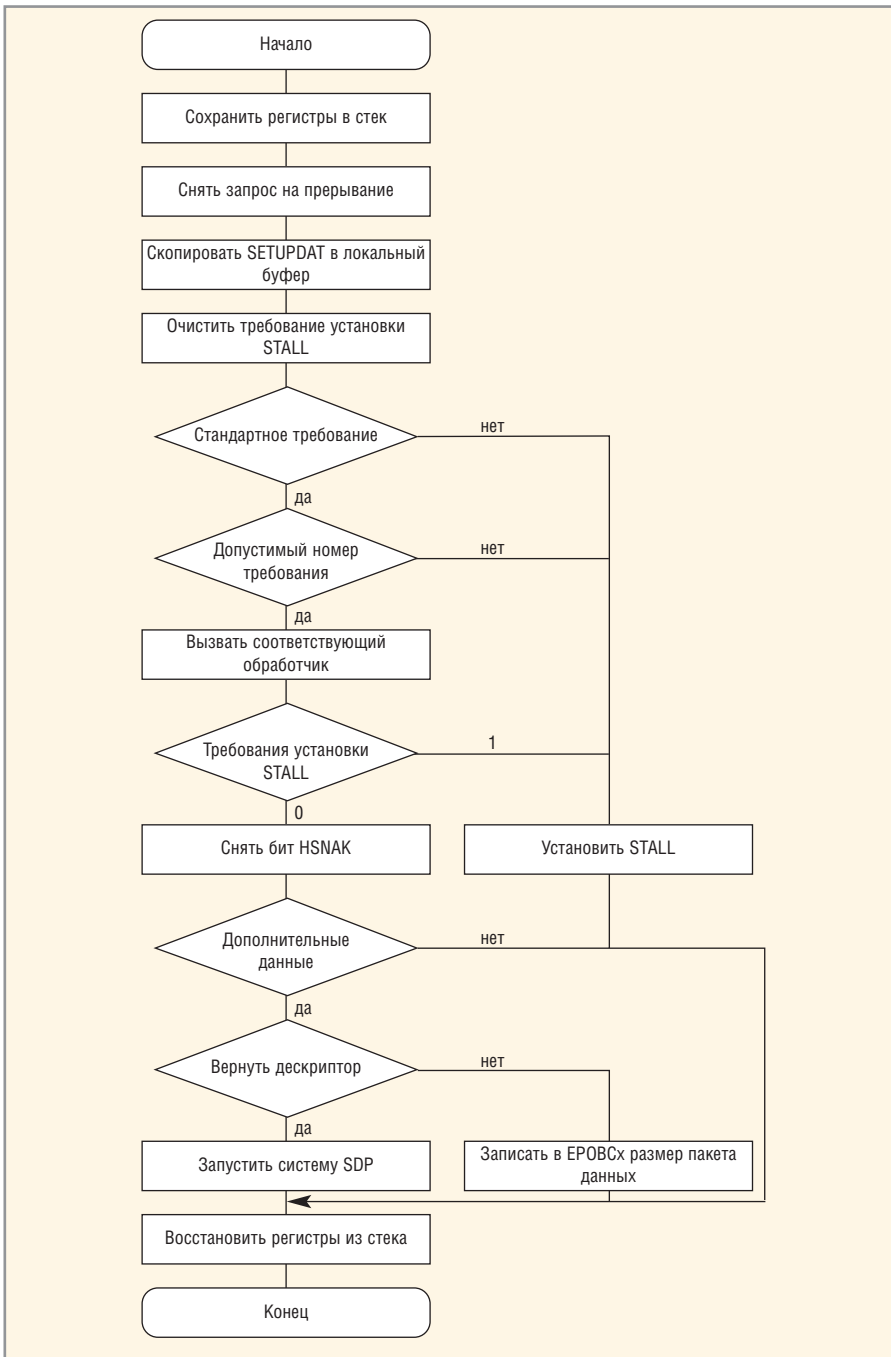 Начало
Сохранить регистры в стек
Снять запрос на прерывание
Скопировать SETUPDAT в локальный
буфер
Очистить требование установки
STALL
Стандартное требование
нет
да
Допустимый номер
требования
нет
да
Вызвать соответствующий
обработчик
Требования установки
STALL
1
0
Снять бит HSNAK
Установить STALL
Дополнительные
данные
нет
да
Вернуть дескриптор
нет
да
Запустить систему SDP
Записать в EPOBCx размер пакета
данных
Восстановить регистры из стека
Конец